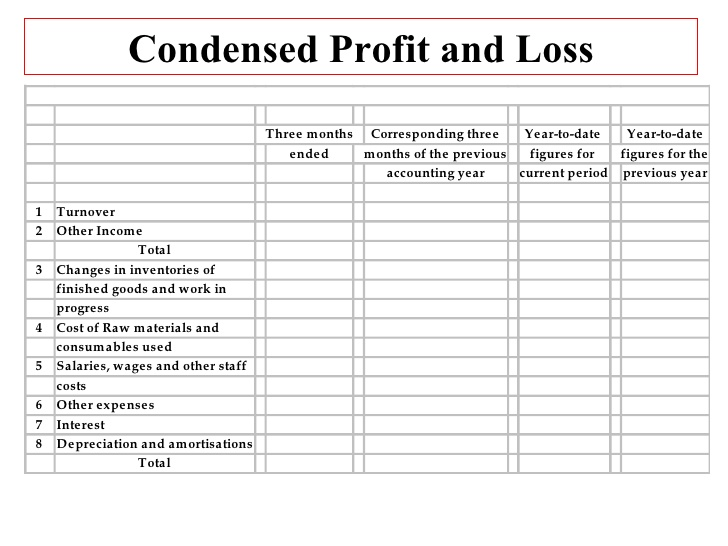 Condensed Profit and Loss
Three months Corresponding three Year-to-date Year-to-date
ended months of the previous figures for figures for the
accounting year current period previous year
1 Turnover
2 Other Income
Total
3 Changes in inventories of
finished goods and work in
progress
4 Cost of Raw materials and
consumables used
5 Salaries, wages and other staff
costs
6 Other expenses
7 Interest
8 Depreciation and amortisations
Total